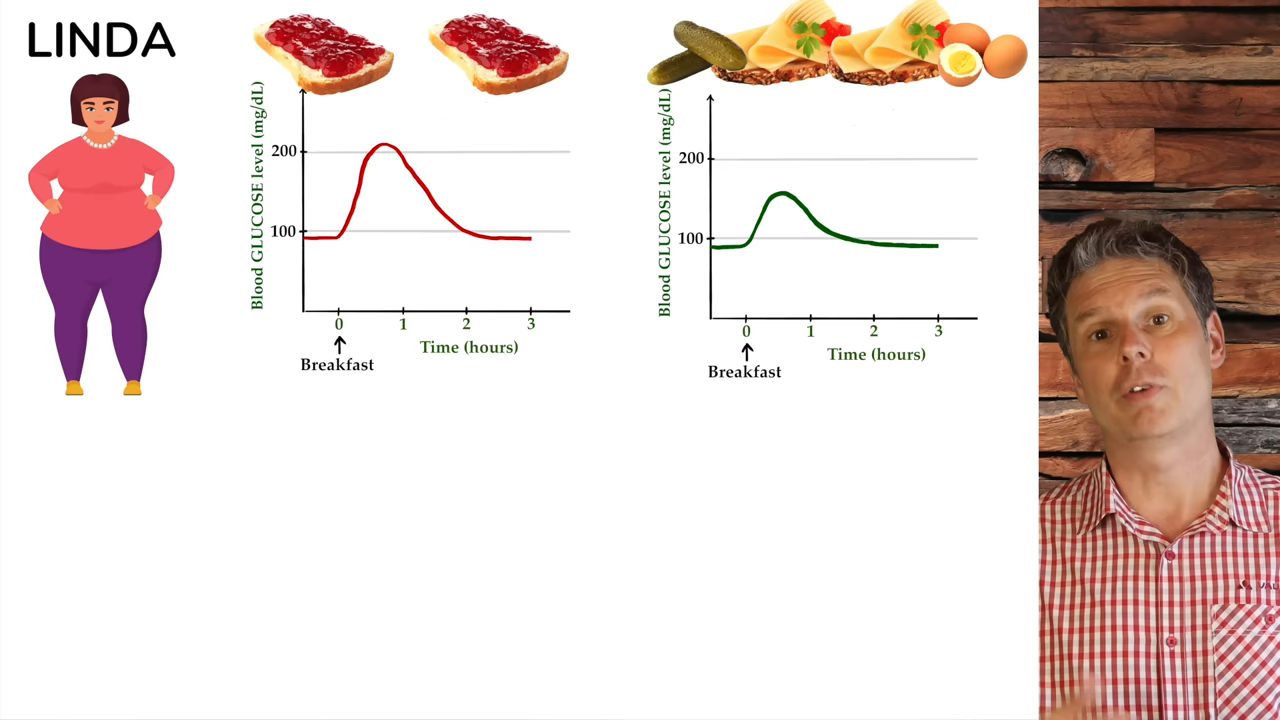 LINDA
Blood GLUCOSE level (mg/dL)
200
100
0 1 2 3
Time (hours)
Breakfast
Blood GLUCOSE level (mg/dL)
200
100
0 1 2 3
Time (hours)
Breakfast